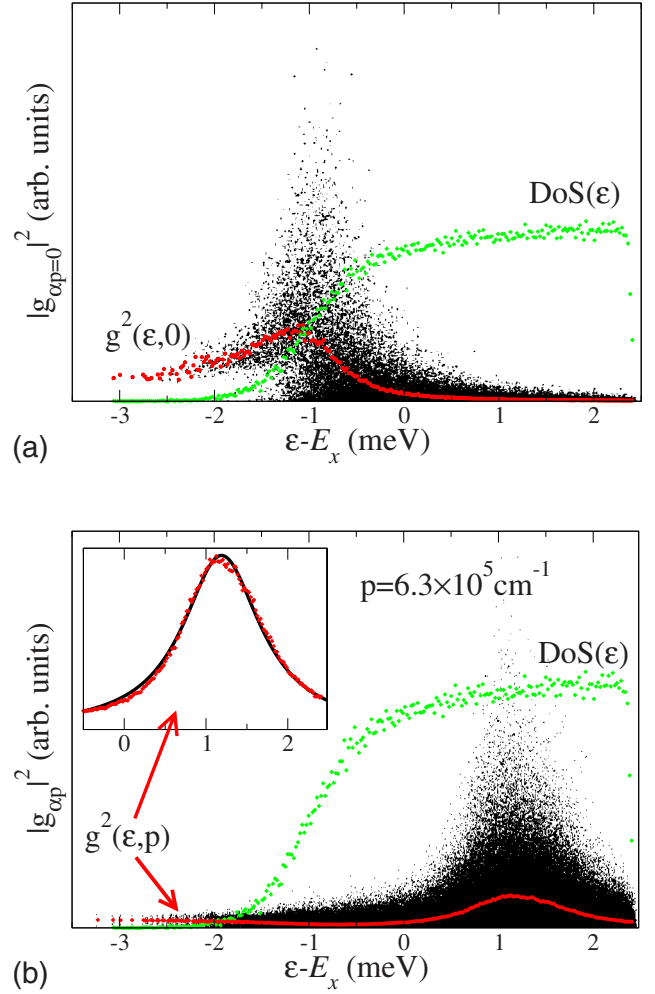 |g_{αp=0}|^2 (arb. units)
DoS(ε)
g^2(ε,0)
-3 -2 -1 0 1 2
ε-E_x (meV)
(a)
p=6.3×10^5cm^{-1}
DoS(ε)
0 1 2
|g_{αp}|^2 (arb. units)
g^2(ε,p)
-3 -2 -1 0 1 2
ε-E_x (meV)
(b)